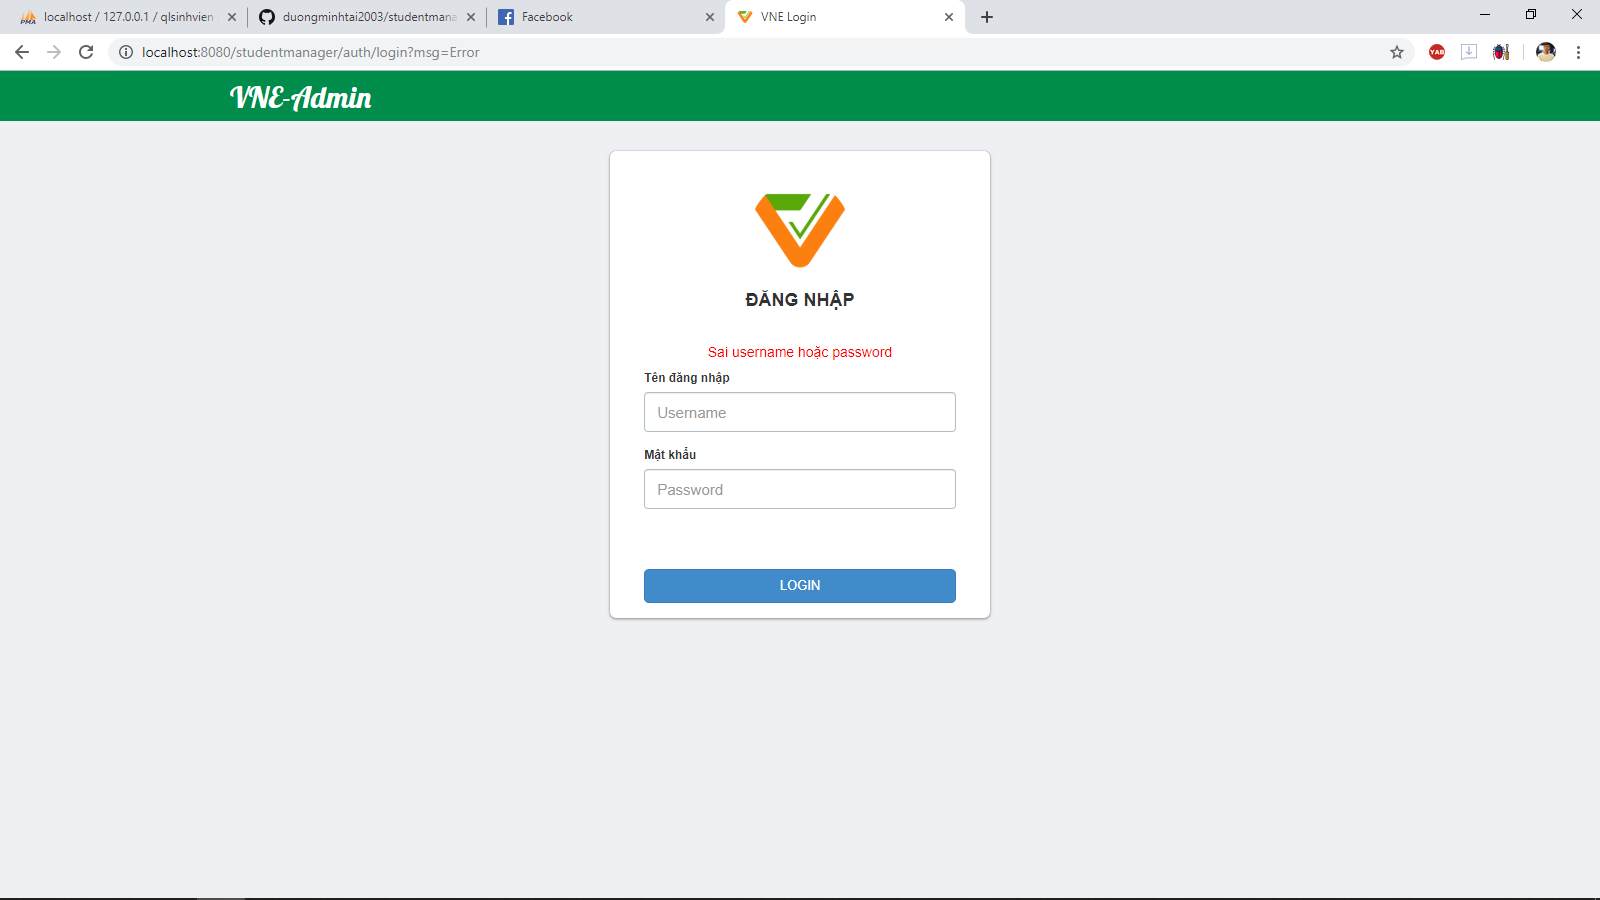 localhost / 127.0.0.1 / qlsinhvien
duongminhtai2003/studentmana
Facebook
VNE Login
localhost:8080/studentmanager/auth/login?msg=Error
VNE-Admin
ĐĂNG NHẬP
Sai username hoặc password
Tên đăng nhập
Username
Mật khẩu
Password
LOGIN